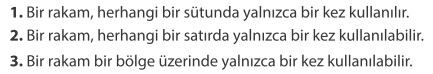 1. Bir rakam, herhangi bir sütunda yalnızca bir kez kullanılır.
2. Bir rakam, herhangi bir satırda yalnızca bir kez kullanılabilir.
3. Bir rakam bir bölge üzerinde yalnızca bir kez kullanılabilir.